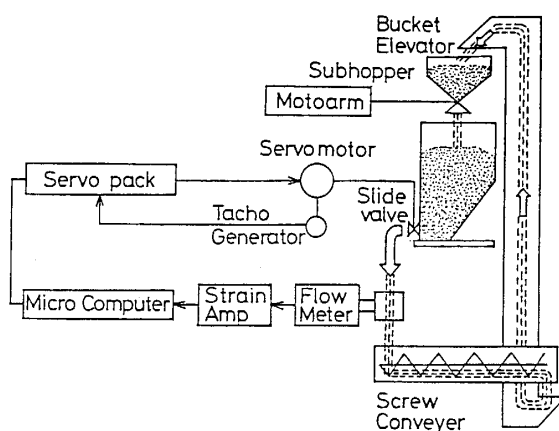 Bucket
Elevator
Subhopper
Motoarm
Servomotor
Servo pack
Slide
valve
Tacho
Generator
Micro Computer
Strain
Amp
Flow
Meter
Screw
Conveyer